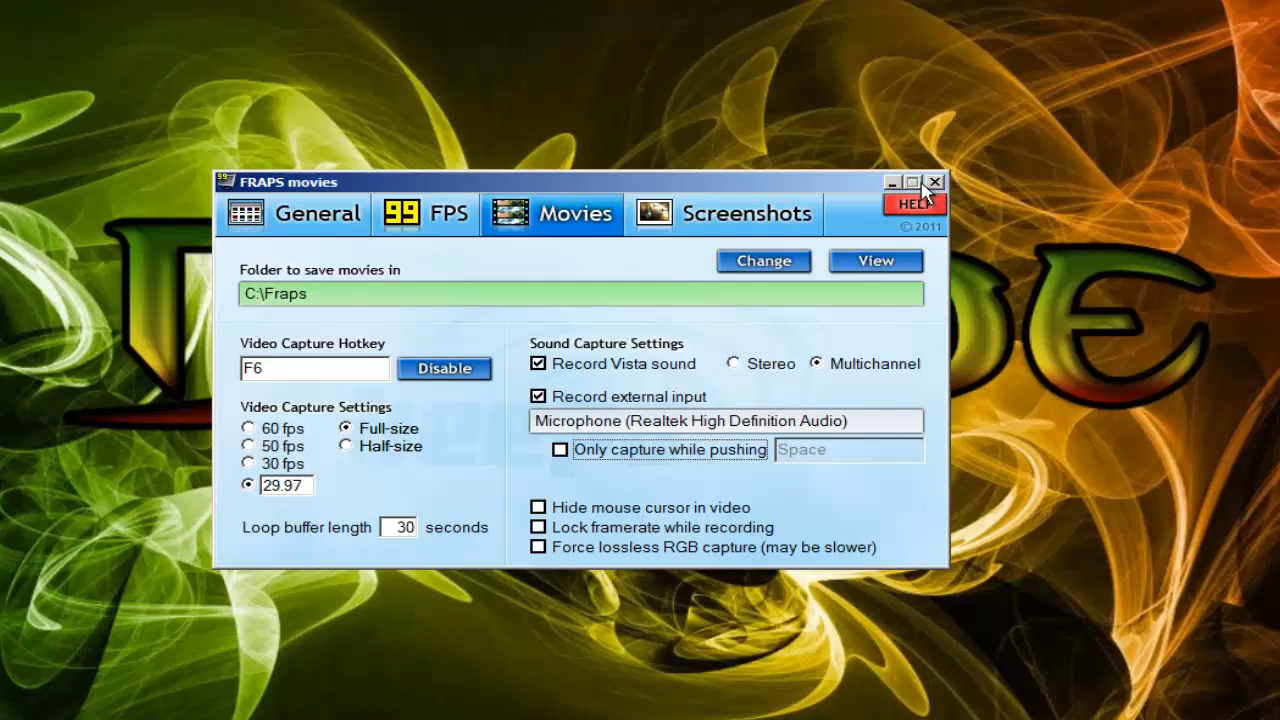 FRAPS movies
General
99 FPS
Movies
Screenshots
HELP
© 2011
Folder to save movies in
Change
View
C:\Fraps
Video Capture Hotkey
F6
Disable
Sound Capture Settings
Record Vista sound
Stereo
Multichannel
Record external input
Microphone (Realtek High Definition Audio)
Only capture while pushing
Space
Video Capture Settings
60 fps
Full-size
50 fps
Half-size
30 fps
29.97
Loop buffer length 30 seconds
Hide mouse cursor in video
Lock framerate while recording
Force lossless RGB capture (may be slower)